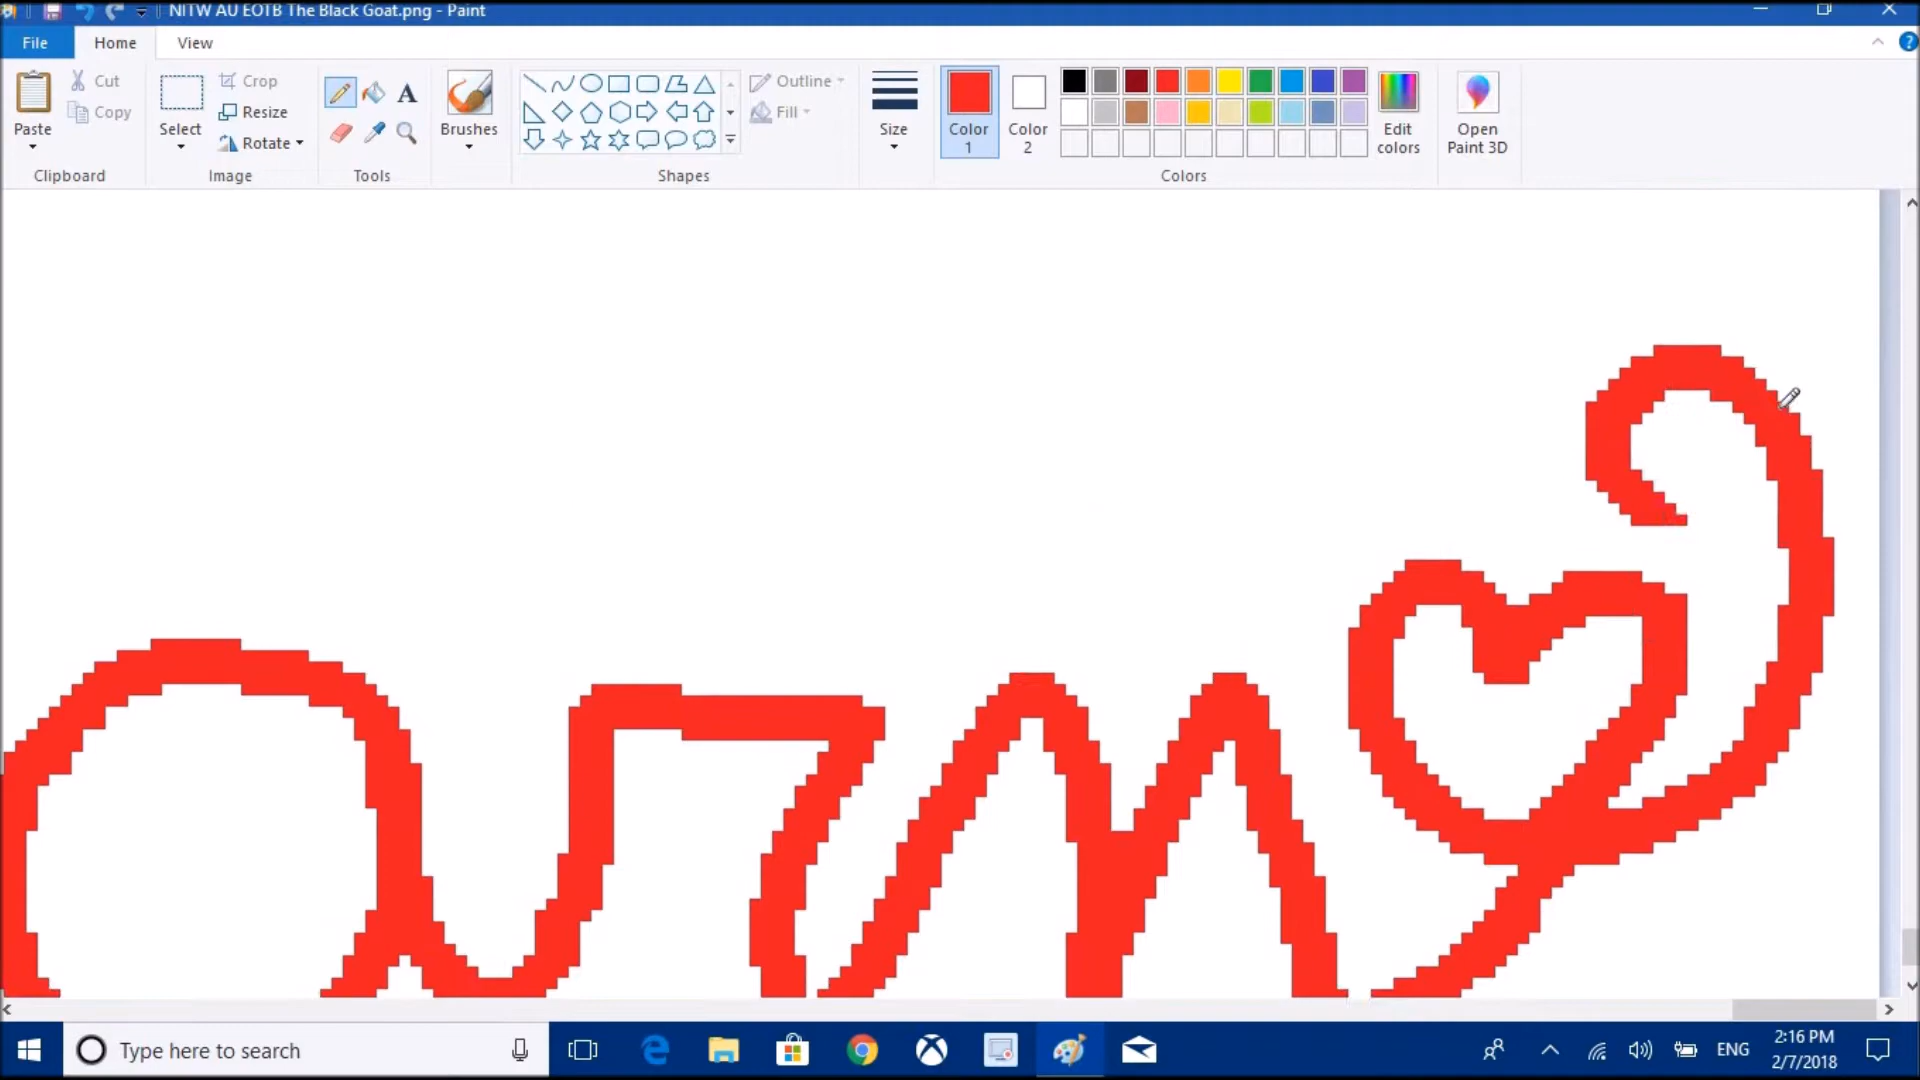 NITW AU EOTB The Black Goat.png - Paint
File Home View
Paste
Cut
Copy
Clipboard
Select
Crop
Resize
Rotate
Image
A
Tools
Brushes
Shapes
Outline
Fill
Size
Color 1
Color 2
Colors
Edit colors
Open Paint 3D
Type here to search
ENG
2:16 PM
2/7/2018